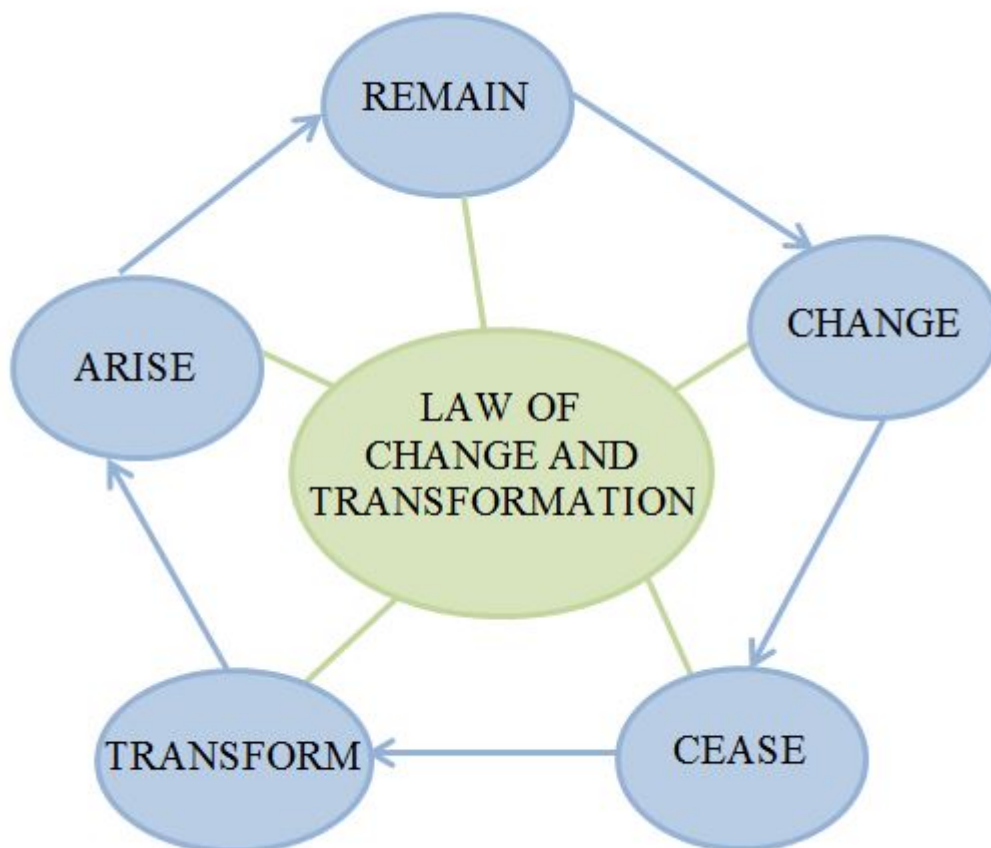 REMAIN
CHANGE
ARISE
LAW OF
CHANGE AND
TRANSFORMATION
TRANSFORM
CEASE